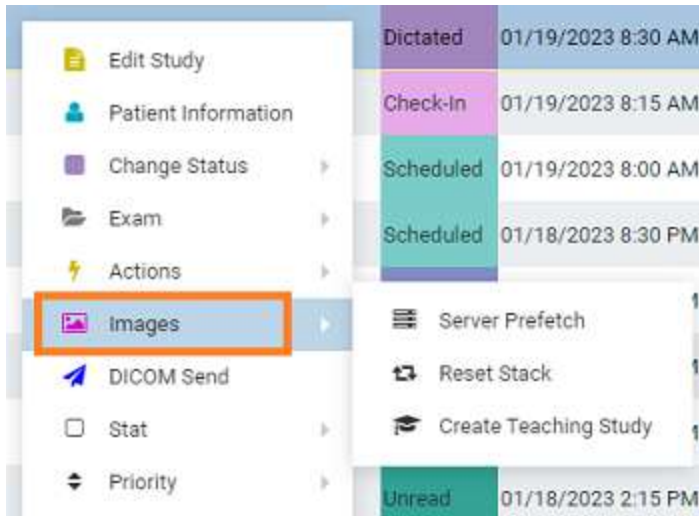 Dictated 01/19/2023 8:30 AM
Edit Study
Check-In 01/19/2023 8:15 AM
Patient Information
Change Status
Scheduled 01/19/2023 8:00 AM
Exam
Scheduled 01/18/2023 8:30 PM
Actions
Images
Server Prefetch
DICOM Send
Reset Stack
Stat
Create Teaching Study
Priority
Unread 01/18/2023 2:15 PM